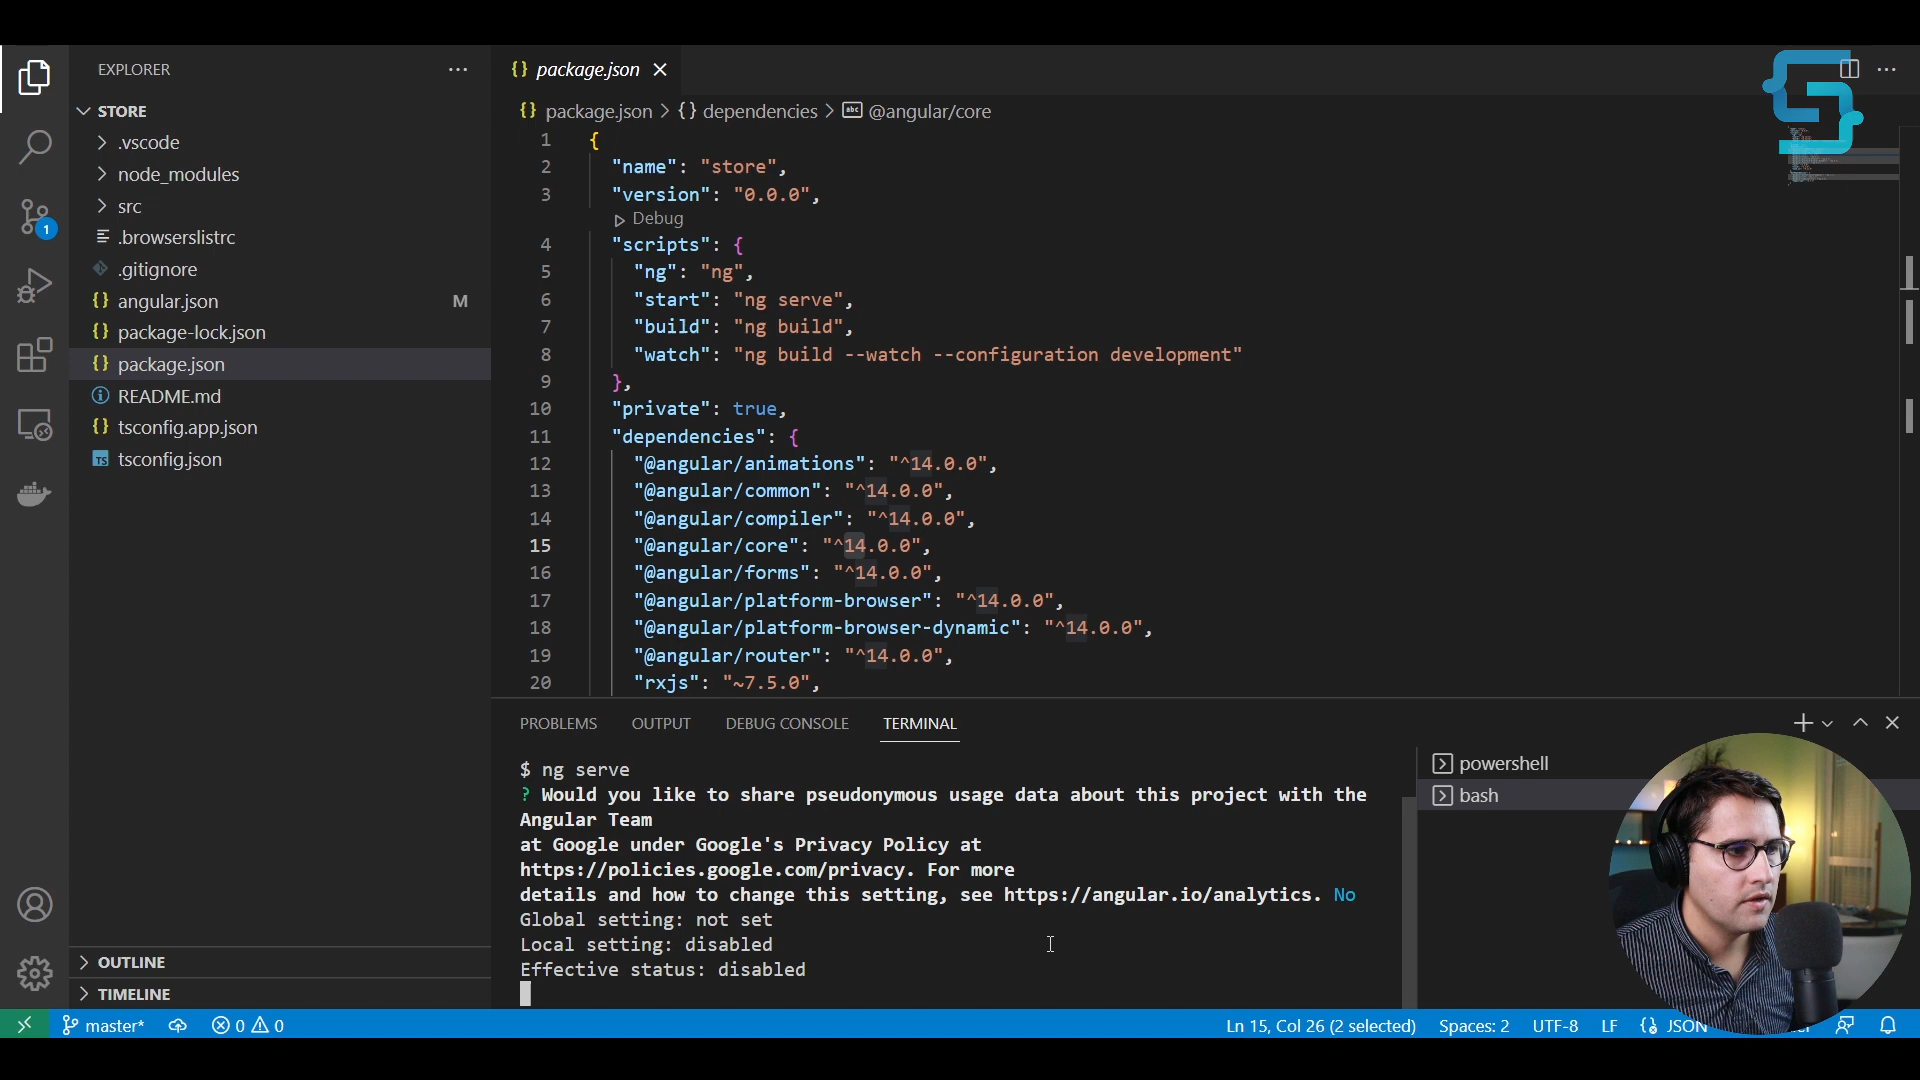 EXPLORER
STORE
.vscode
node_modules
src
.browserslistrc
.gitignore
angular.json M
package-lock.json
package.json
README.md
tsconfig.app.json
TS tsconfig.json
OUTLINE
TIMELINE
{} package.json
{} package.json > {} dependencies > abc @angular/core
1 {
2 "name": "store",
3 "version": "0.0.0",
Debug
4 "scripts": {
5 "ng": "ng",
6 "start": "ng serve",
7 "build": "ng build",
8 "watch": "ng build --watch --configuration development"
9 },
10 "private": true,
11 "dependencies": {
12 "@angular/animations": "^14.0.0",
13 "@angular/common": "^14.0.0",
14 "@angular/compiler": "^14.0.0",
15 "@angular/core": "^14.0.0",
16 "@angular/forms": "^14.0.0",
17 "@angular/platform-browser": "^14.0.0",
18 "@angular/platform-browser-dynamic": "^14.0.0",
19 "@angular/router": "^14.0.0",
20 "rxjs": "~7.5.0",
PROBLEMS OUTPUT DEBUG CONSOLE TERMINAL
$ ng serve
? Would you like to share pseudonymous usage data about this project with the
Angular Team
at Google under Google's Privacy Policy at
https://policies.google.com/privacy. For more
details and how to change this setting, see https://angular.io/analytics. No
Global setting: not set
Local setting: disabled
Effective status: disabled
powershell
bash
1
master* 0 0 Ln 15, Col 26 (2 selected) Spaces: 2 UTF-8 LF JSON